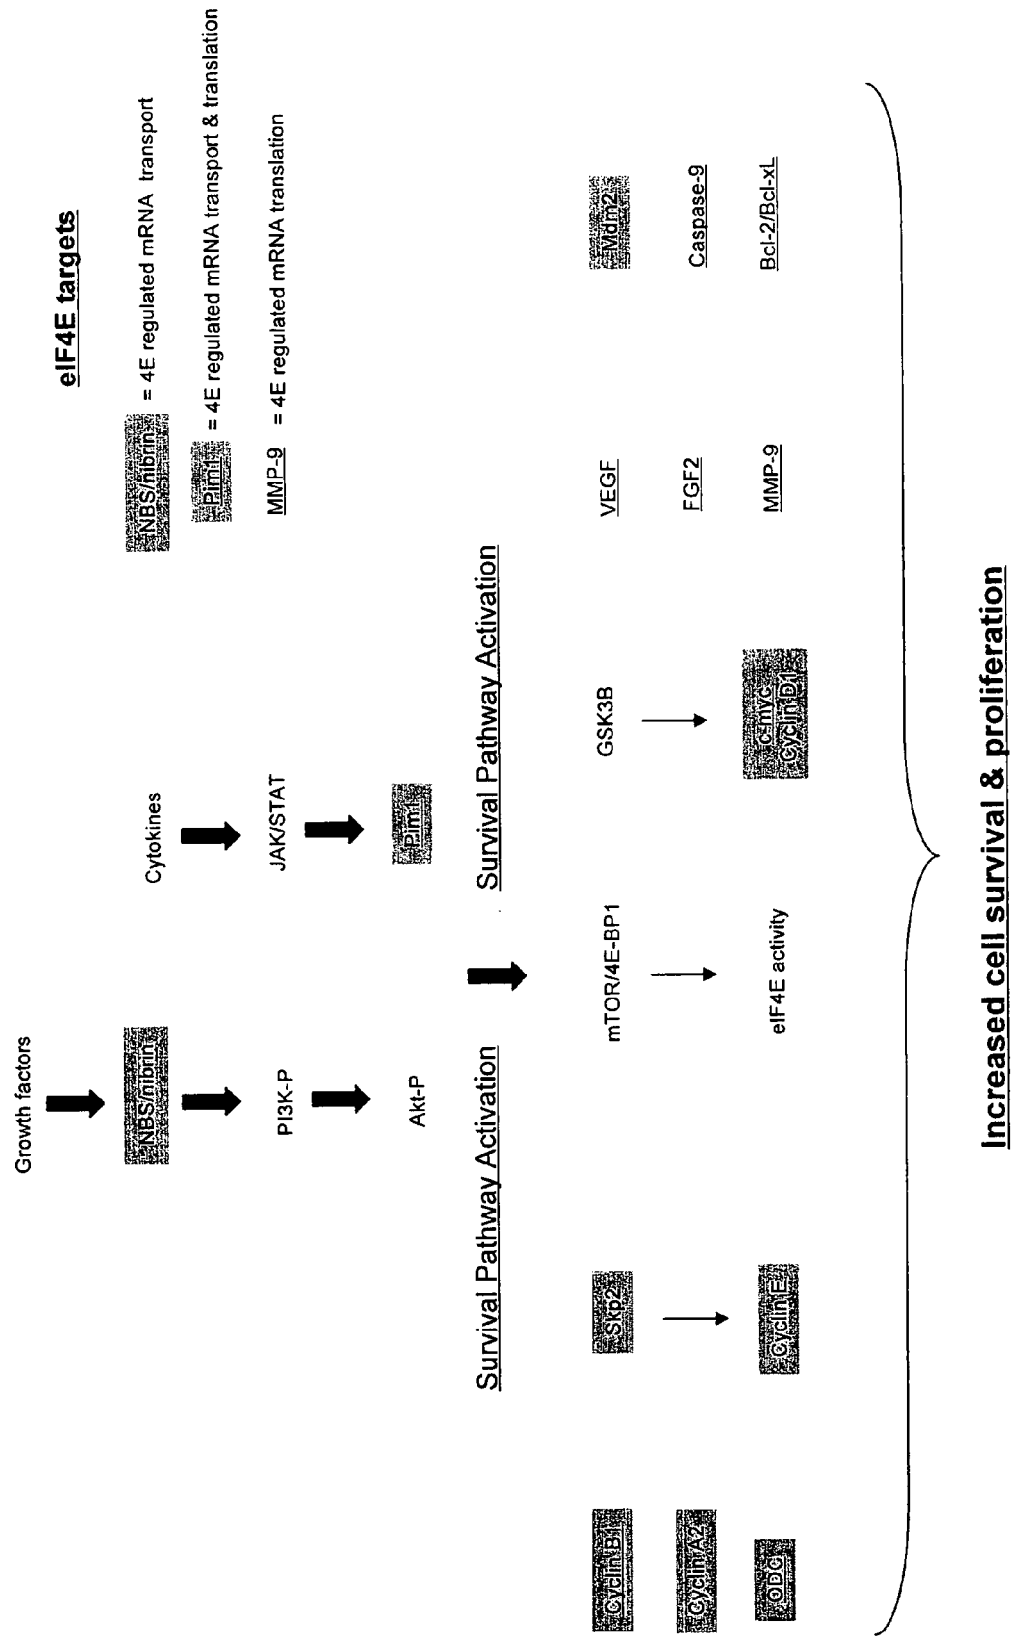 eIF4E targets
NBS/nibrin = 4E regulated mRNA transport
Pim1 = 4E regulated mRNA transport & translation
MMP-9 = 4E regulated mRNA translation
Growth factors
NBS/nibrin
PI3K-P
Akt-P
Cytokines
JAK/STAT
Pim1
Survival Pathway Activation
Survival Pathway Activation
Cyclin B1
Cyclin A2
ODC
Skp2
Cyclin E
mTOR/4E-BP1
eIF4E activity
GSK3B
c-myc
Cyclin D1
VEGF
FGF2
MMP-9
Mdm2
Caspase-9
Bcl-2/Bcl-xL
Increased cell survival & proliferation